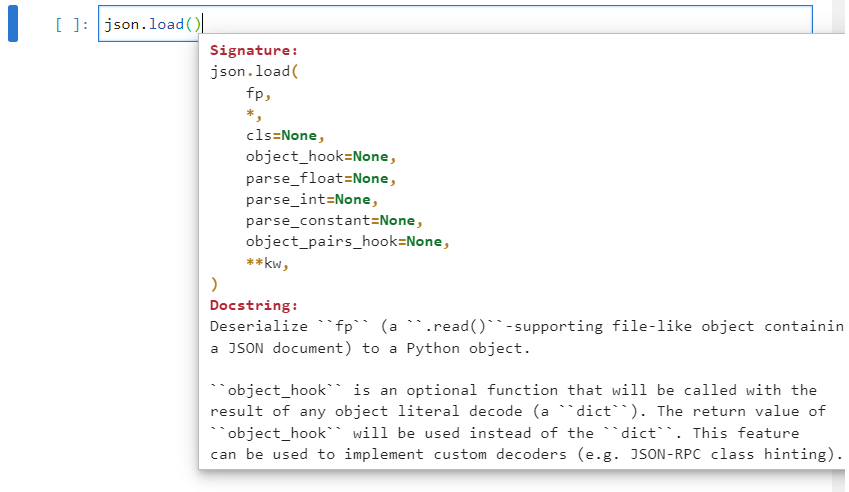 [ ]: json.load()
Signature:
json.load(
    fp,
    *,
    cls=None,
    object_hook=None,
    parse_float=None,
    parse_int=None,
    parse_constant=None,
    object_pairs_hook=None,
    **kw,
)
Docstring:
Deserialize ``fp`` (a ``.read()``-supporting file-like object containin
a JSON document) to a Python object.

``object_hook`` is an optional function that will be called with the
result of any object literal decode (a ``dict``). The return value of
``object_hook`` will be used instead of the ``dict``. This feature
can be used to implement custom decoders (e.g. JSON-RPC class hinting).